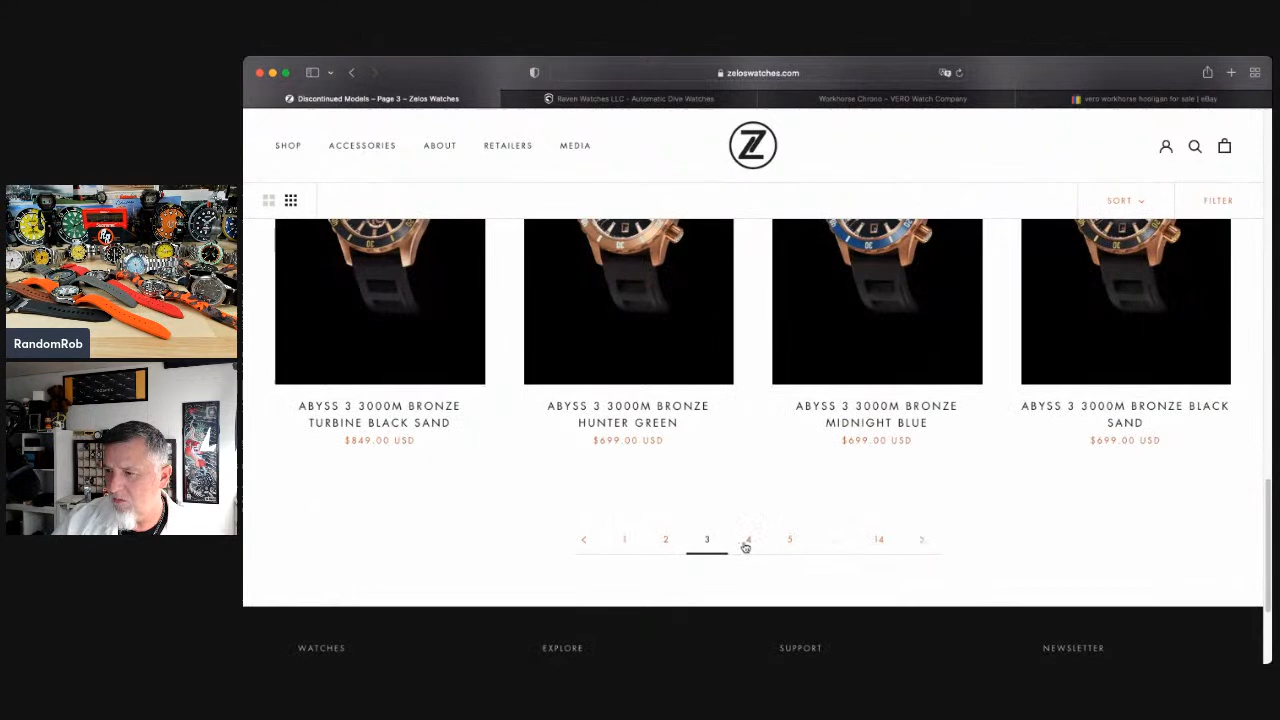 zeloswatches.com
Discontinued Models – Page 3 – Zelos Watches
Raven Watches LLC - Automatic Dive Watches
Workhorse Chrono – VERO Watch Company
vero workhorse hooligan for sale | eBay
SHOP
ACCESSORIES
ABOUT
RETAILERS
MEDIA
Z
SORT
FILTER
ABYSS 3 3000M BRONZE
TURBINE BLACK SAND
$849.00 USD
ABYSS 3 3000M BRONZE
HUNTER GREEN
$699.00 USD
ABYSS 3 3000M BRONZE
MIDNIGHT BLUE
$699.00 USD
ABYSS 3 3000M BRONZE BLACK
SAND
$699.00 USD
1 2 3 4 5 14
WATCHES
EXPLORE
SUPPORT
NEWSLETTER
RandomRob